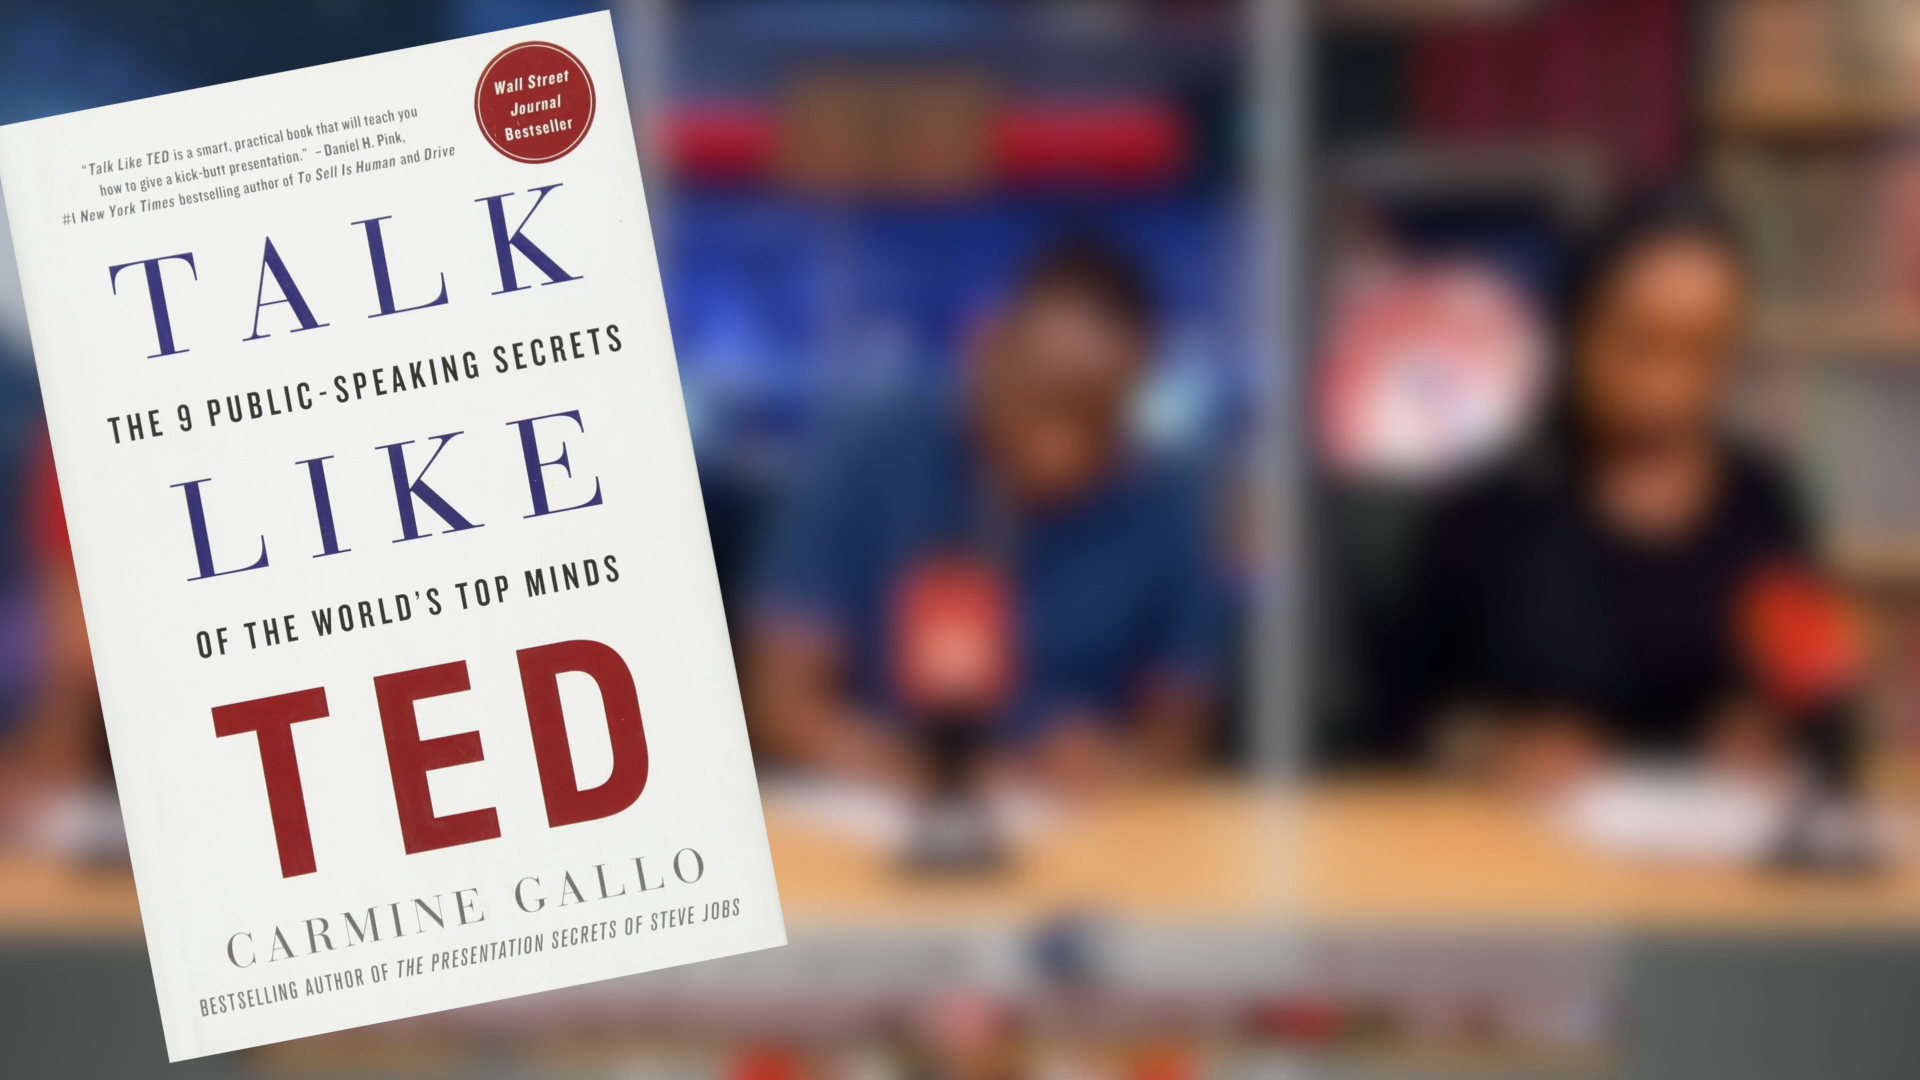 Wall Street
Journal
Bestseller
"Talk Like TED is a smart, practical book that will teach you
how to give a kick-butt presentation." – Daniel H. Pink,
#1 New York Times bestselling author of To Sell Is Human and Drive
TALK
THE 9 PUBLIC-SPEAKING SECRETS
LIKE
OF THE WORLD'S TOP MINDS
TED
CARMINE GALLO
BESTSELLING AUTHOR OF THE PRESENTATION SECRETS OF STEVE JOBS